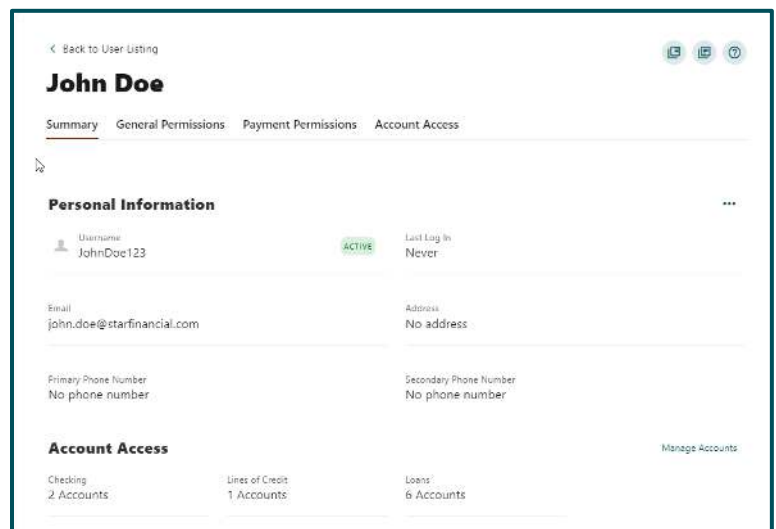 Back to User Listing
John Doe
Summary General Permissions Payment Permissions Account Access
Personal Information
Username
JohnDoe123
ACTIVE
Last Log In
Never
Email
john.doe@starfinancial.com
Address
No address
Primary Phone Number
No phone number
Secondary Phone Number
No phone number
Account Access
Manage Accounts
Checking
2 Accounts
Lines of Credit
1 Accounts
Loans
6 Accounts